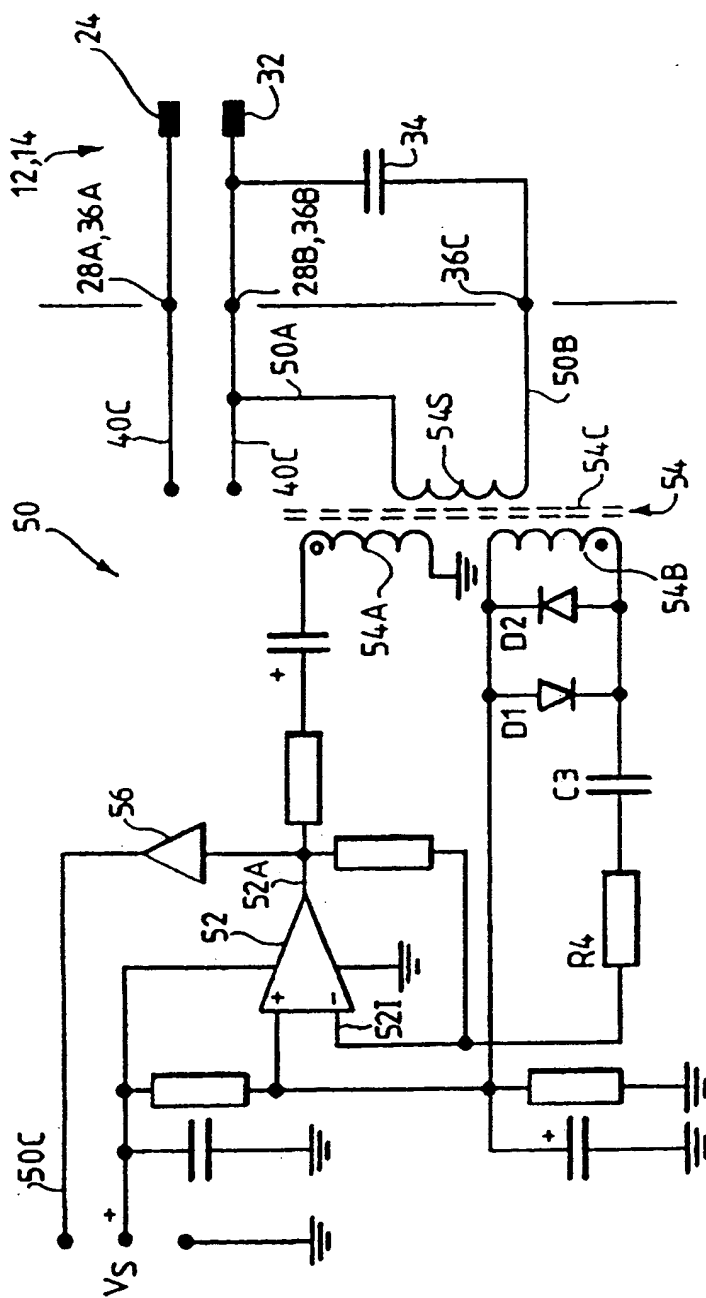 50
12,14
24
40C
28A,36A
32
40C
50A
28B,36B
34
54S
36C
50B
54C
54
50C
56
+
52A
52
54A
+
-
52I
Vs +
+
D1
D2
54B
C3
R4